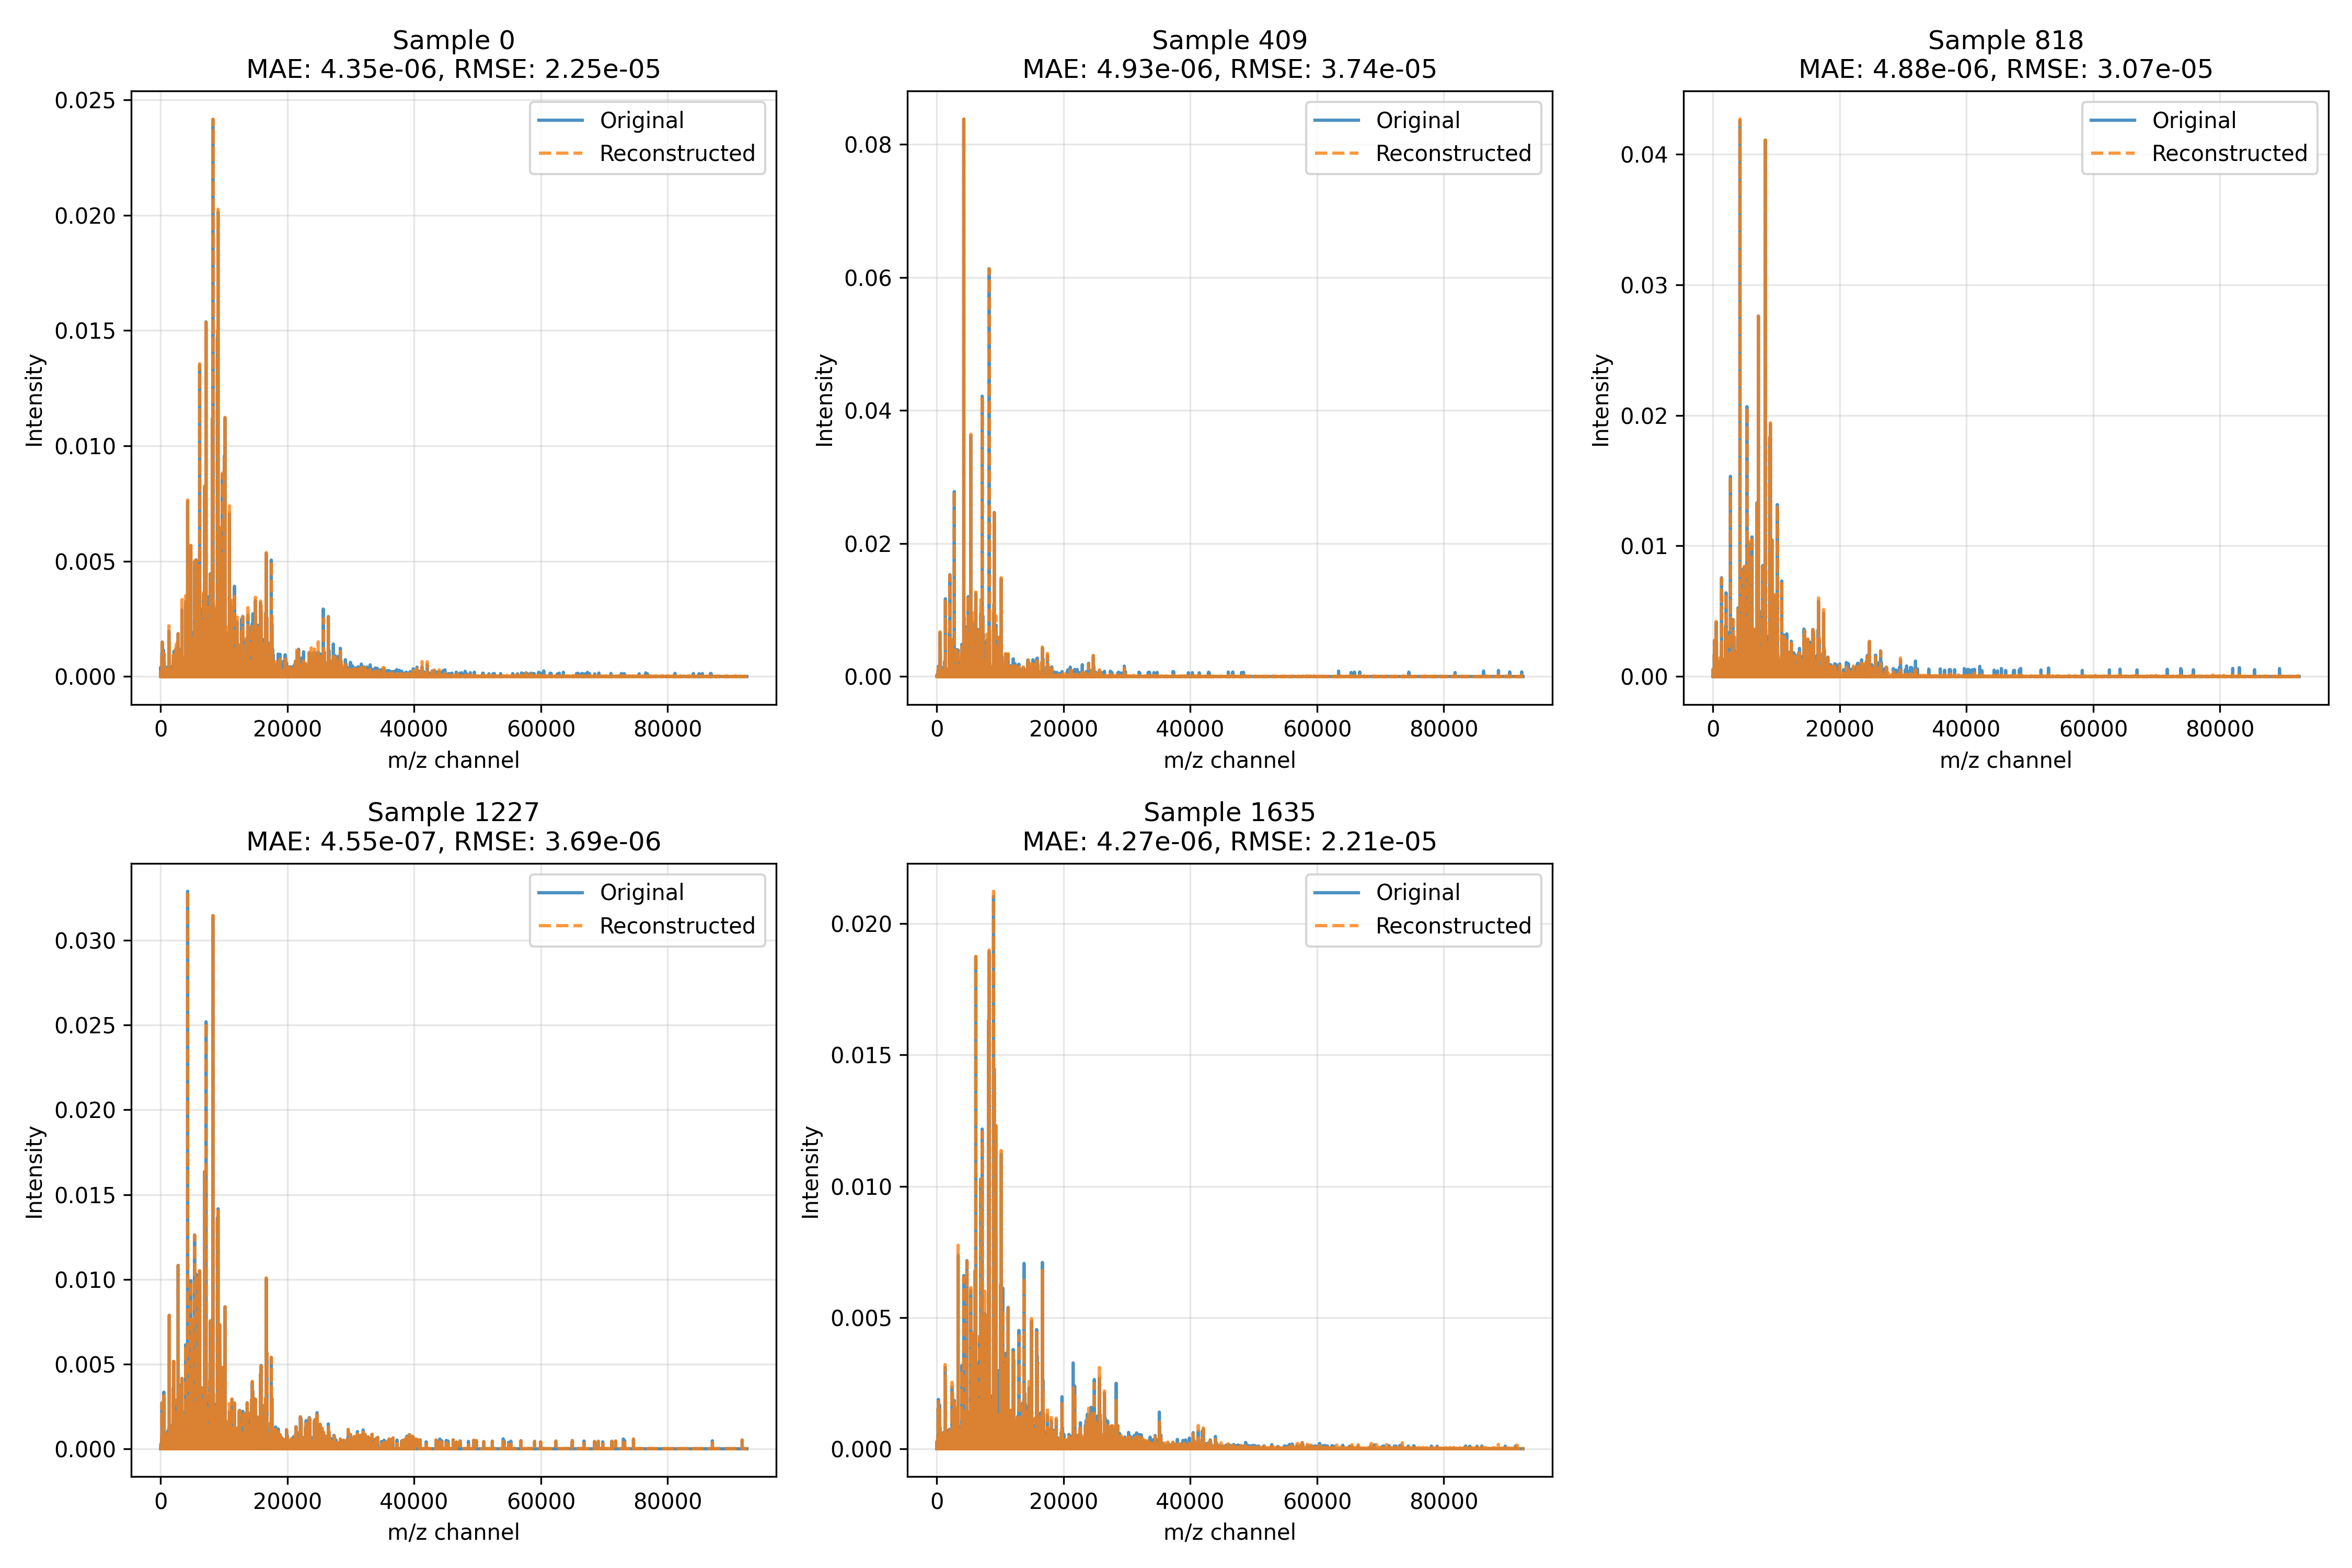 Sample 0
MAE: 4.35e-06, RMSE: 2.25e-05
Original
Reconstructed
Intensity
0.025
0.020
0.015
0.010
0.005
0.000
0 20000 40000 60000 80000
m/z channel
Sample 409
MAE: 4.93e-06, RMSE: 3.74e-05
Original
Reconstructed
Intensity
0.08
0.06
0.04
0.02
0.00
0 20000 40000 60000 80000
m/z channel
Sample 818
MAE: 4.88e-06, RMSE: 3.07e-05
Original
Reconstructed
Intensity
0.04
0.03
0.02
0.01
0.00
0 20000 40000 60000 80000
m/z channel
Sample 1227
MAE: 4.55e-07, RMSE: 3.69e-06
Original
Reconstructed
Intensity
0.030
0.025
0.020
0.015
0.010
0.005
0.000
0 20000 40000 60000 80000
m/z channel
Sample 1635
MAE: 4.27e-06, RMSE: 2.21e-05
Original
Reconstructed
Intensity
0.020
0.015
0.010
0.005
0.000
0 20000 40000 60000 80000
m/z channel